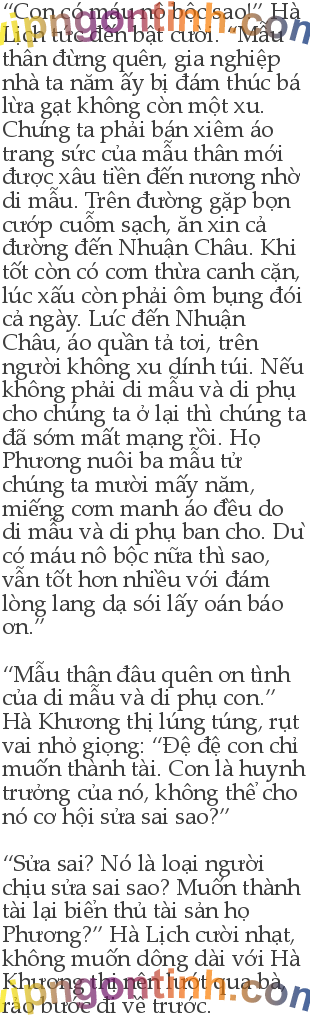 “Con có máu nô bộc sao!” Hà
Lịch tức đến bật cười. “Mẫu
thân đừng quên, gia nghiệp
nhà ta năm ấy bị đám thúc bá
lừa gạt không còn một xu.
Chúng ta phải bán xiêm áo
trang sức của mẫu thân mới
được xâu tiền đến nương nhờ
di mẫu. Trên đường gặp bọn
cướp cuỗm sạch, ăn xin cả
đường đến Nhuận Châu. Khi
tốt còn có cơm thừa canh cặn,
lúc xấu còn phải ôm bụng đói
cả ngày. Lúc đến Nhuận
Châu, áo quần tả tơi, trên
người không xu dính túi. Nếu
không phải di mẫu và di phụ
cho chúng ta ở lại thì chúng ta
đã sớm mất mạng rồi. Họ
Phương nuôi ba mẫu tử
chúng ta mười mấy năm,
miếng cơm manh áo đều do
di mẫu và di phụ ban cho. Dù
có máu nô bộc nữa thì sao,
vẫn tốt hơn nhiều với đám
lòng lang dạ sói lấy oán báo
ơn.”
“Mẫu thân đâu quên ơn tình
của di mẫu và di phụ con.”
Hà Khương thị lúng túng, rụt
vai nhỏ giọng: “Đệ đệ con chỉ
muốn thành tài. Con là huynh
trưởng của nó, không thể cho
nó cơ hội sửa sai sao?”
“Sửa sai? Nó là loại người
chịu sửa sai sao? Muốn thành
tài lại biển thủ tài sản họ
Phương?” Hà Lịch cười nhạt,
không muốn dông dài với Hà
Khương thị nên lướt qua bà,
rảo bước đi về trước.
vipngontinh.com